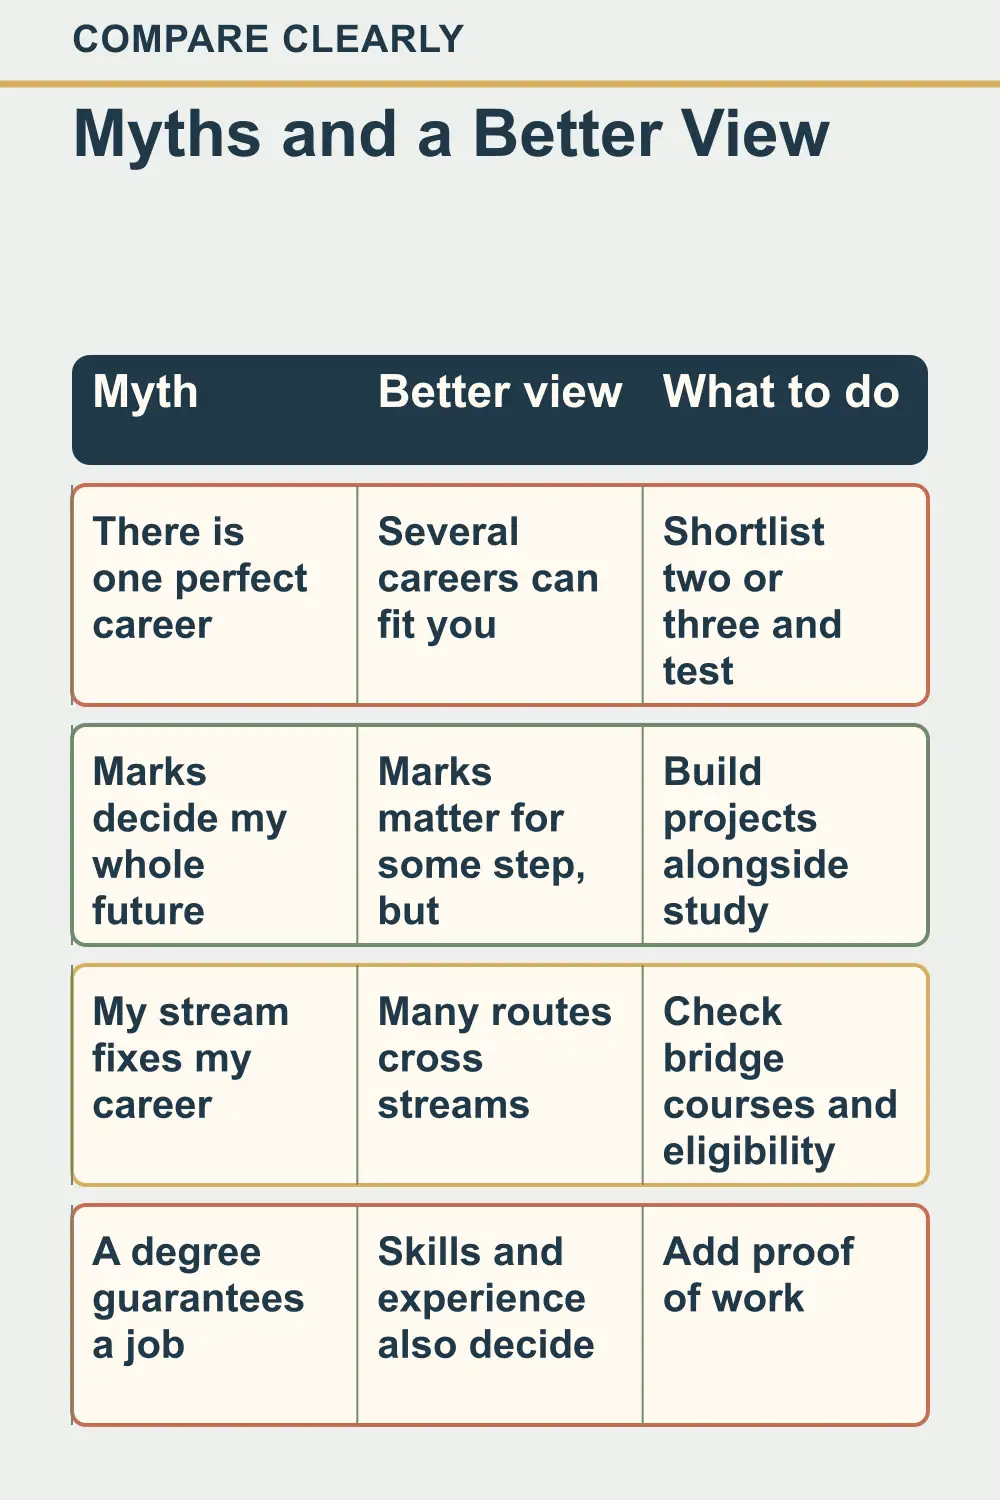 COMPARE CLEARLY
Myths and a Better View
Myth
Better view
What to do
There is
one perfect
career
Several
careers can
fit you
Shortlist
two or
three and
test
Marks
decide my
whole
future
Marks
matter for
some step,
but
Build
projects
alongside
study
My stream
fixes my
career
Many routes
cross
streams
Check
bridge
courses and
eligibility
A degree
guarantees
a job
Skills and
experience
also decide
Add proof
of work